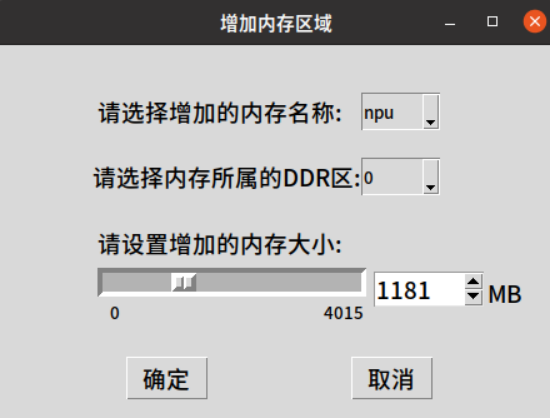 增加内存区域
请选择增加的内存名称: npu
请选择内存所属的DDR区: 0
请设置增加的内存大小:
1181 MB
0 4015
确定 取消